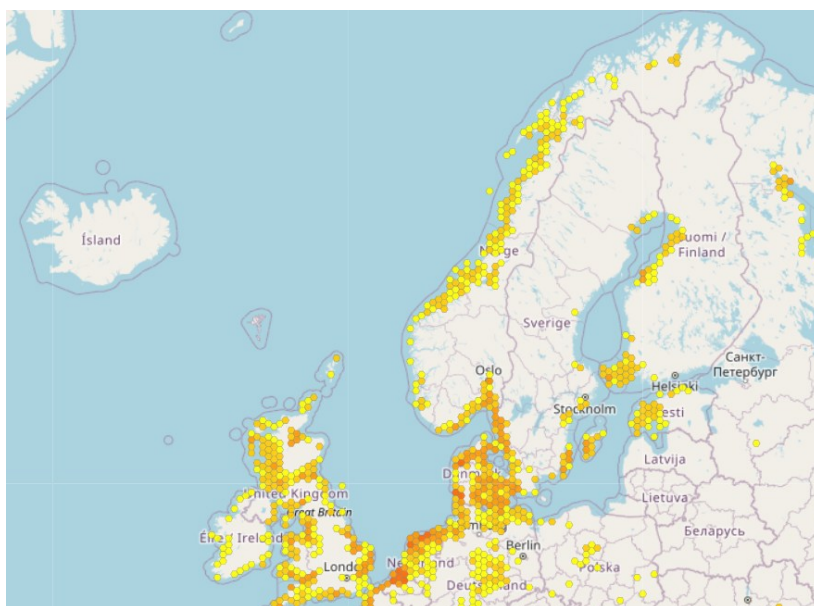 Ísland
Norge
Suomi /
Finland
Sverige
Санкт-
Петербург
Oslo
Helsinki
Stockholm
Eesti
Latvija
Danmark
United Kingdom
Lietuva
Great Britain
Беларусь
Éire / Ireland
Hamburg
Berlin
Nederland
London
Polska
Deutschland